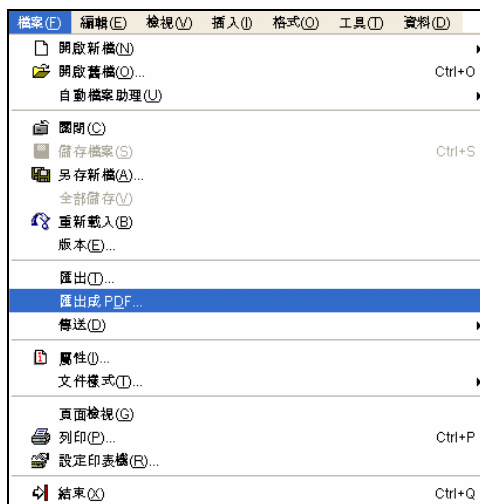 檔案(F) 編輯(E) 檢視(V) 插入(I) 格式(O) 工具(T) 資料(D)
開啟新檔(N)
開啟舊檔(O)... Ctrl+O
自動檔案助理(U)
關閉(C)
儲存檔案(S) Ctrl+S
另存新檔(A)...
全部儲存(V)
重新載入(B)
版本(E)...
匯出(T)...
匯出成 PDF...
傳送(D)
屬性(I)...
文件樣式(T)...
頁面檢視(G)
列印(P)... Ctrl+P
設定印表機(R)...
結束(X) Ctrl+Q